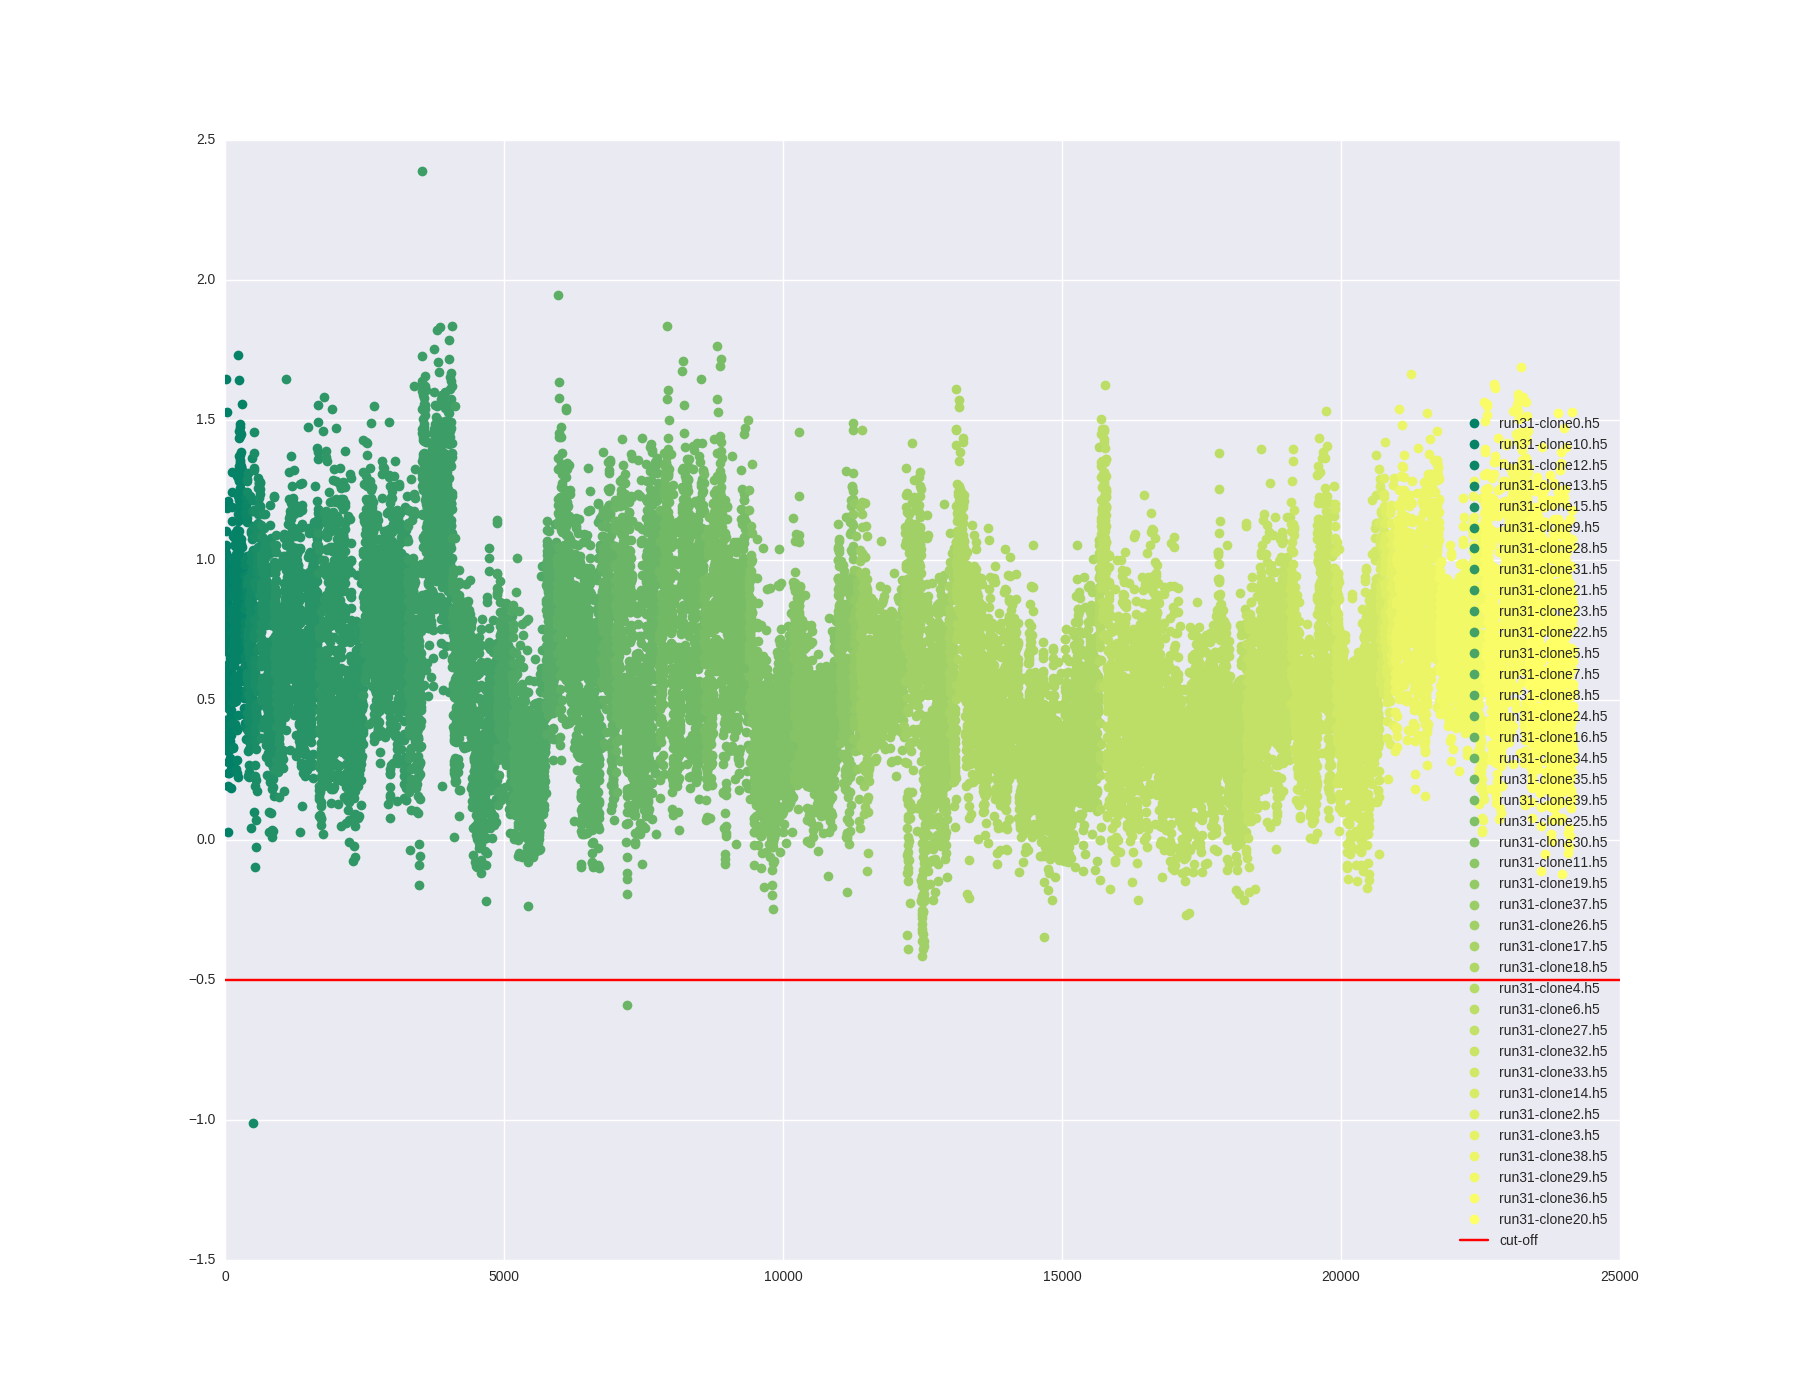 2.5
2.0
1.5
1.0
0.5
0.0
−0.5
−1.0
−1.5
0
5000
10000
15000
20000
25000
run31-clone0.h5
run31-clone10.h5
run31-clone12.h5
run31-clone13.h5
run31-clone15.h5
run31-clone9.h5
run31-clone28.h5
run31-clone31.h5
run31-clone21.h5
run31-clone23.h5
run31-clone22.h5
run31-clone5.h5
run31-clone7.h5
run31-clone8.h5
run31-clone24.h5
run31-clone16.h5
run31-clone34.h5
run31-clone35.h5
run31-clone39.h5
run31-clone25.h5
run31-clone30.h5
run31-clone11.h5
run31-clone19.h5
run31-clone37.h5
run31-clone26.h5
run31-clone17.h5
run31-clone18.h5
run31-clone4.h5
run31-clone6.h5
run31-clone27.h5
run31-clone32.h5
run31-clone33.h5
run31-clone14.h5
run31-clone2.h5
run31-clone3.h5
run31-clone38.h5
run31-clone29.h5
run31-clone36.h5
run31-clone20.h5
cut-off